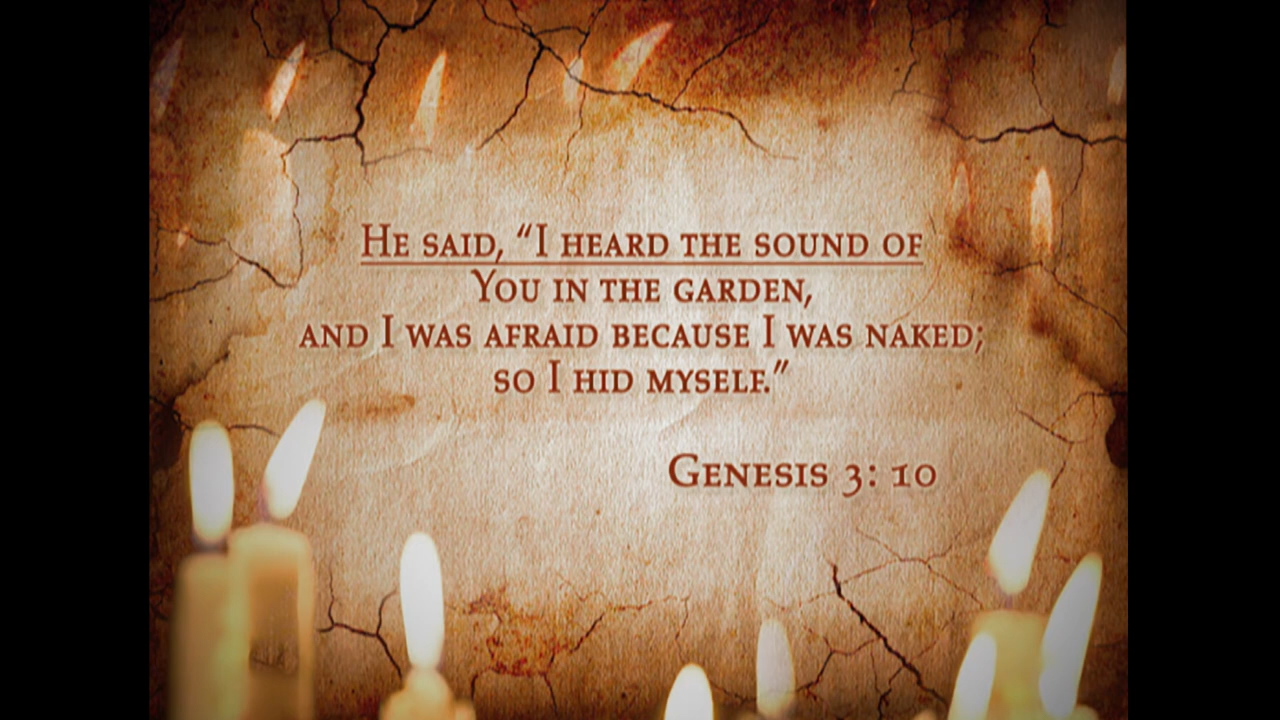 He said, “I heard the sound of
You in the garden,
and I was afraid because I was naked;
so I hid myself.”
Genesis 3: 10